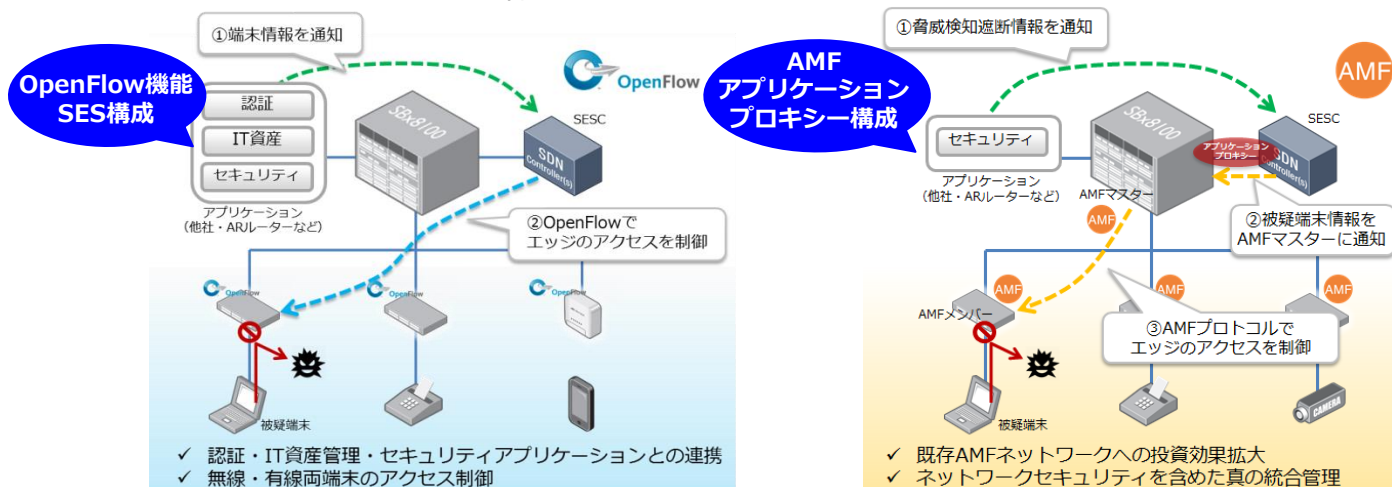 OpenFlow機能
SES構成
①端末情報を通知
OpenFlow
認証
IT資産
セキュリティ
アプリケーション
（他社・ARルーターなど）
SBx8100
SESC
SDN
Controller(s)
②OpenFlowで
エッジのアクセスを制御
OpenFlow
OpenFlow
OpenFlow
被疑端末
✓ 認証・IT資産管理・セキュリティアプリケーションとの連携
✓ 無線・有線両端末のアクセス制御
AMF
アプリケーション
プロキシー構成
①脅威検知遮断情報を通知
AMF
セキュリティ
アプリケーション
（他社・ARルーターなど）
SBx8100
AMFマスター
AMF
アプリケーション
プロキシー
SESC
SDN
Controller(s)
②被疑端末情報を
AMFマスターに通知
AMF
AMF
AMF
AMFメンバー
③AMFプロトコルで
エッジのアクセスを制御
被疑端末
CAMERA
✓ 既存AMFネットワークへの投資効果拡大
✓ ネットワークセキュリティを含めた真の統合管理